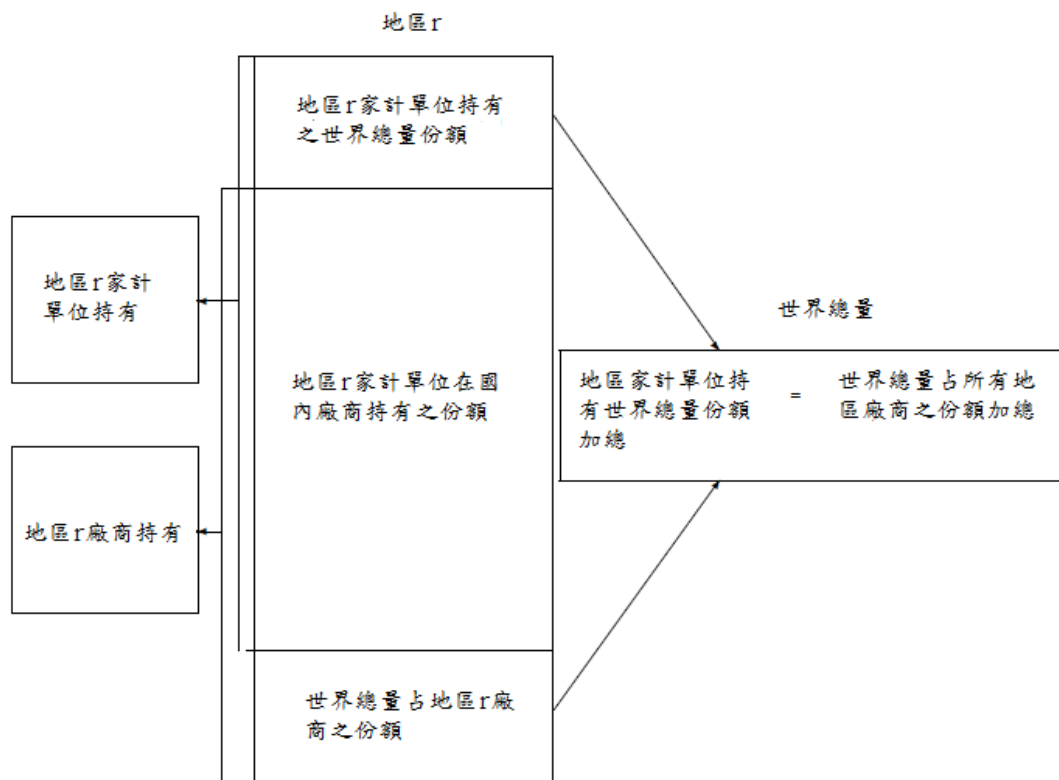 地區r
地區r家計單位持有
之世界總量份額
地區r家計
單位持有
地區r家計單位在國
內廠商持有之份額
世界總量
地區家計單位持
有世界總量份額
加總
=
世界總量占所有地
區廠商之份額加總
地區r廠商持有
世界總量占地區r廠
商之份額